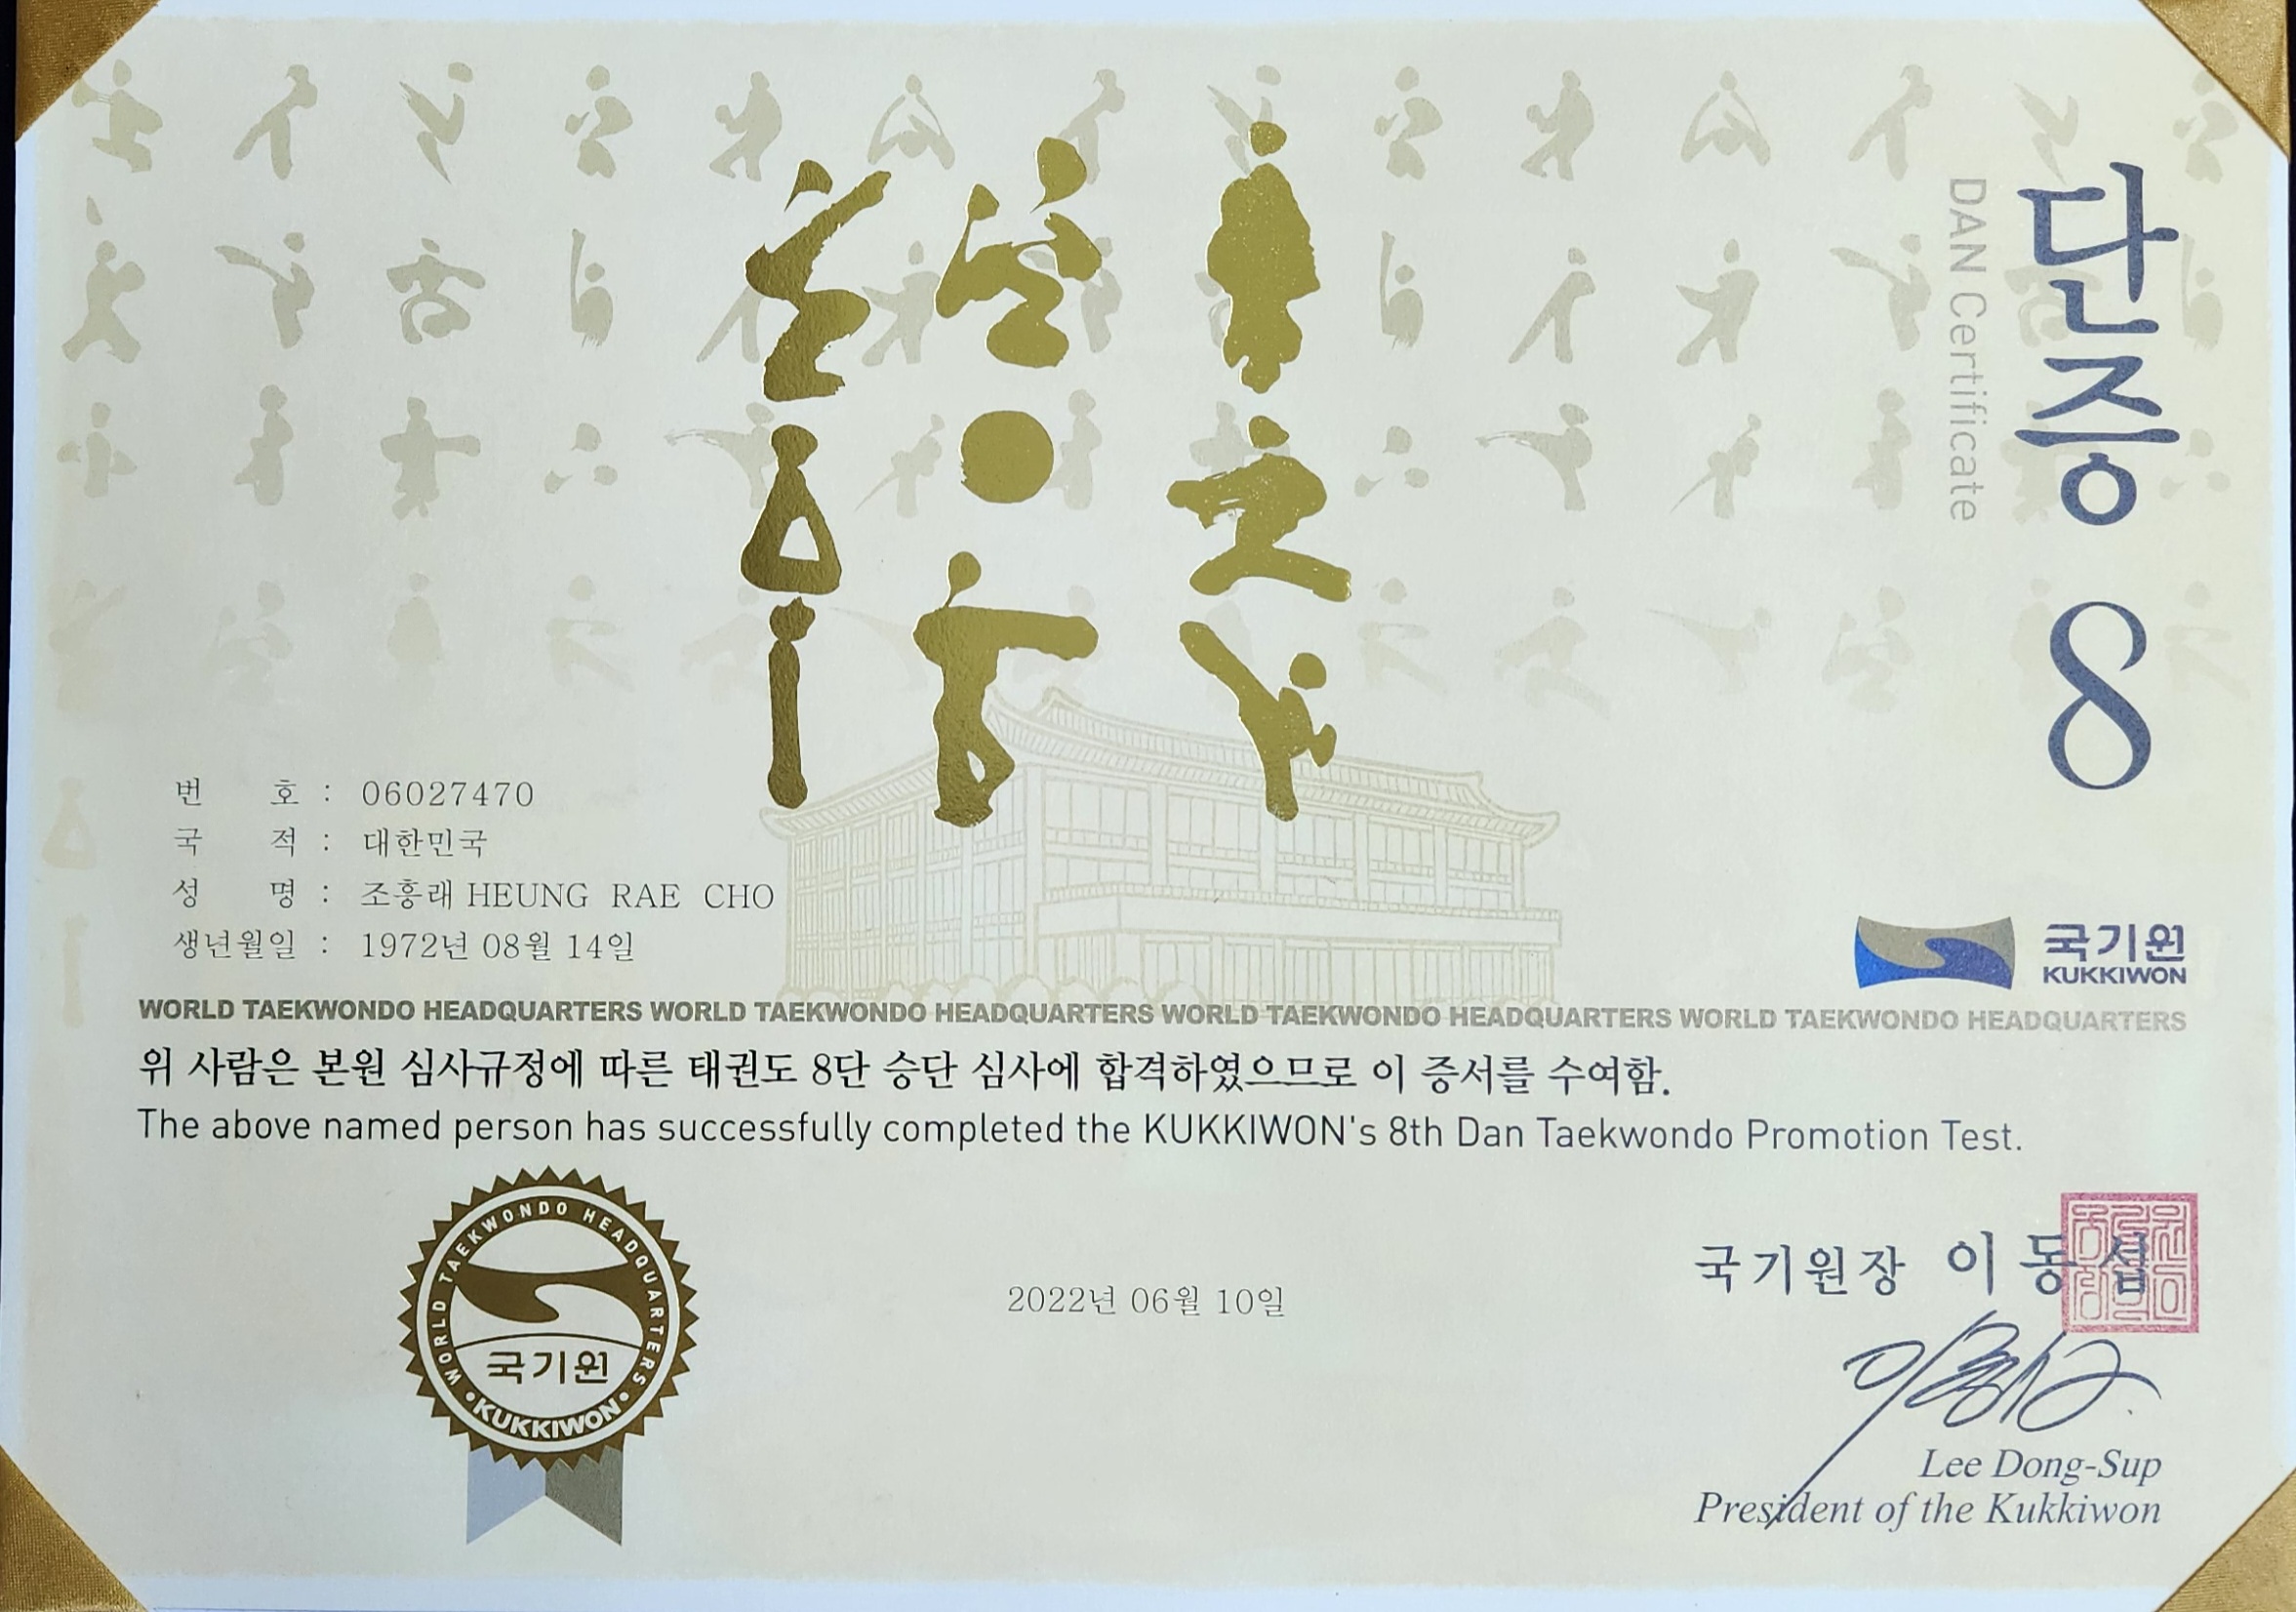 단증 8
DAN Certificate
번 호 : 06027470
국 적 : 대한민국
성 명 : 조흥래 HEUNG RAE CHO
생년월일 : 1972년 08월 14일
국기원
KUKKIWON
WORLD TAEKWONDO HEADQUARTERS WORLD TAEKWONDO HEADQUARTERS WORLD TAEKWONDO HEADQUARTERS WORLD TAEKWONDO HEADQUARTERS
위 사람은 본원 심사규정에 따른 태권도 8단 승단 심사에 합격하였으므로 이 증서를 수여함.
The above named person has successfully completed the KUKKIWON's 8th Dan Taekwondo Promotion Test.
WORLD TAEKWONDO HEADQUARTERS
국기원
KUKKIWON
2022년 06월 10일
국기원장 이동섭
Lee Dong-Sup
President of the Kukkiwon